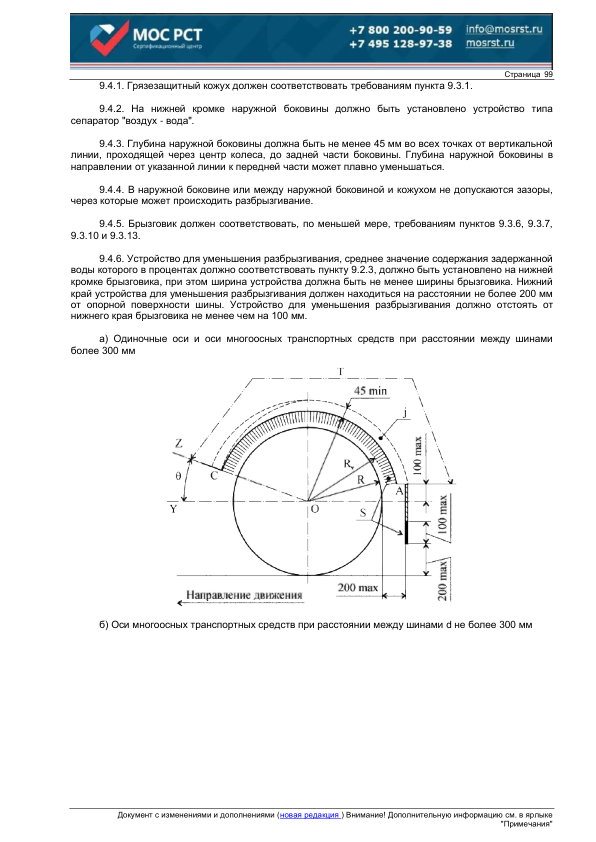 МОС РСТ
Сертификационный центр
+7 800 200-90-59 info@mosrst.ru
+7 495 128-97-38 mosrst.ru
Страница 99
9.4.1. Грязезащитный кожух должен соответствовать требованиям пункта 9.3.1.
9.4.2. На нижней кромке наружной боковины должно быть установлено устройство типа
сепаратор "воздух - вода".
9.4.3. Глубина наружной боковины должна быть не менее 45 мм во всех точках от вертикальной
линии, проходящей через центр колеса, до задней части боковины. Глубина наружной боковины в
направлении от указанной линии к передней части может плавно уменьшаться.
9.4.4. В наружной боковине или между наружной боковиной и кожухом не допускаются зазоры,
через которые может происходить разбрызгивание.
9.4.5. Брызговик должен соответствовать, по меньшей мере, требованиям пунктов 9.3.6, 9.3.7,
9.3.10 и 9.3.13.
9.4.6. Устройство для уменьшения разбрызгивания, среднее значение содержания задержанной
воды которого в процентах должно соответствовать пункту 9.2.3, должно быть установлено на нижней
кромке брызговика, при этом ширина устройства должна быть не менее ширины брызговика. Нижний
край устройства для уменьшения разбрызгивания должен находиться на расстоянии не более 200 мм
от опорной поверхности шины. Устройство для уменьшения разбрызгивания должно отстоять от
нижнего края брызговика не менее чем на 100 мм.
а) Одиночные оси и оси многоосных транспортных средств при расстоянии между шинами
более 300 мм
T
45 min
j
Z
100 max
Rv
C
θ
R
A
Y
O
S
100 max
200 max
200 max
Направление движения
б) Оси многоосных транспортных средств при расстоянии между шинами d не более 300 мм
Документ с изменениями и дополнениями (новая редакция ) Внимание! Дополнительную информацию см. в ярлыке
"Примечания"